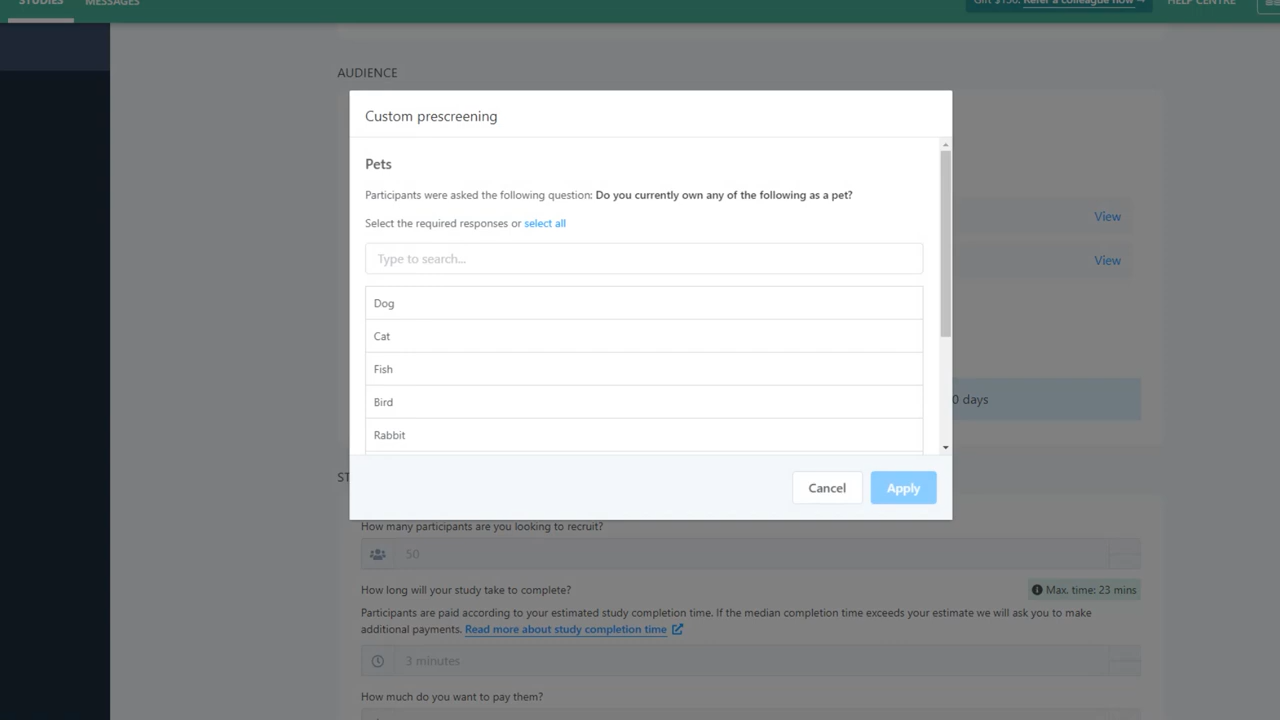 STUDIES
MESSAGES
Gift $150. Refer a colleague now →
HELP CENTRE
AUDIENCE
Custom prescreening
Pets
Participants were asked the following question: Do you currently own any of the following as a pet?
Select the required responses or select all
Type to search...
Dog
Cat
Fish
Bird
Rabbit
View
View
0 days
Cancel
Apply
ST
How many participants are you looking to recruit?
50
How long will your study take to complete?
Max. time: 23 mins
Participants are paid according to your estimated study completion time. If the median completion time exceeds your estimate we will ask you to make
additional payments. Read more about study completion time
3 minutes
How much do you want to pay them?